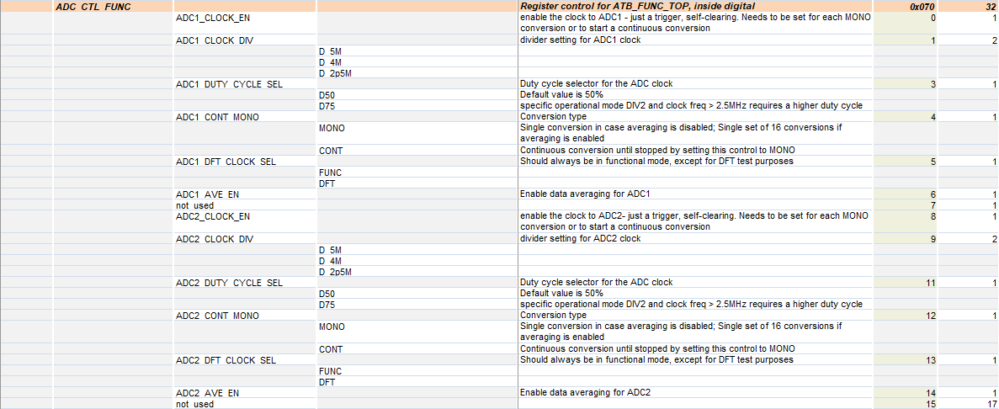 ADC CTL FUNC Register control for ATB_FUNC_TOP, inside digital 0x070 32
ADC1_CLOCK_EN enable the clock to ADC1 - just a trigger, self-clearing. Needs to be set for each MONO 0 1
conversion or to start a continuous conversion
ADC1 CLOCK DIV divider setting for ADC1 clock 1 2
D 5M
D 4M
D 2p5M
ADC1 DUTY CYCLE SEL Duty cycle selector for the ADC clock 3 1
D50 Default value is 50%
D75 specific operational mode DIV2 and clock freq > 2.5MHz requires a higher duty cycle
ADC1 CONT MONO Conversion type 4 1
MONO Single conversion in case averaging is disabled; Single set of 16 conversions if
averaging is enabled
CONT Continuous conversion until stopped by setting this control to MONO
ADC1 DFT CLOCK SEL Should always be in functional mode, except for DFT test purposes 5 1
FUNC
DFT
ADC1 AVE EN Enable data averaging for ADC1 6 1
not used 7 1
ADC2_CLOCK_EN enable the clock to ADC2- just a trigger, self-clearing. Needs to be set for each MONO 8 1
conversion or to start a continuous conversion
ADC2 CLOCK DIV divider setting for ADC2 clock 9 2
D 5M
D 4M
D 2p5M
ADC2 DUTY CYCLE SEL Duty cycle selector for the ADC clock 11 1
D50 Default value is 50%
D75 specific operational mode DIV2 and clock freq > 2.5MHz requires a higher duty cycle
ADC2 CONT MONO Conversion type 12 1
MONO Single conversion in case averaging is disabled; Single set of 16 conversions if
averaging is enabled
CONT Continuous conversion until stopped by setting this control to MONO
ADC2 DFT CLOCK SEL Should always be in functional mode, except for DFT test purposes 13 1
FUNC
DFT
ADC2 AVE EN Enable data averaging for ADC2 14 1
not used 15 17